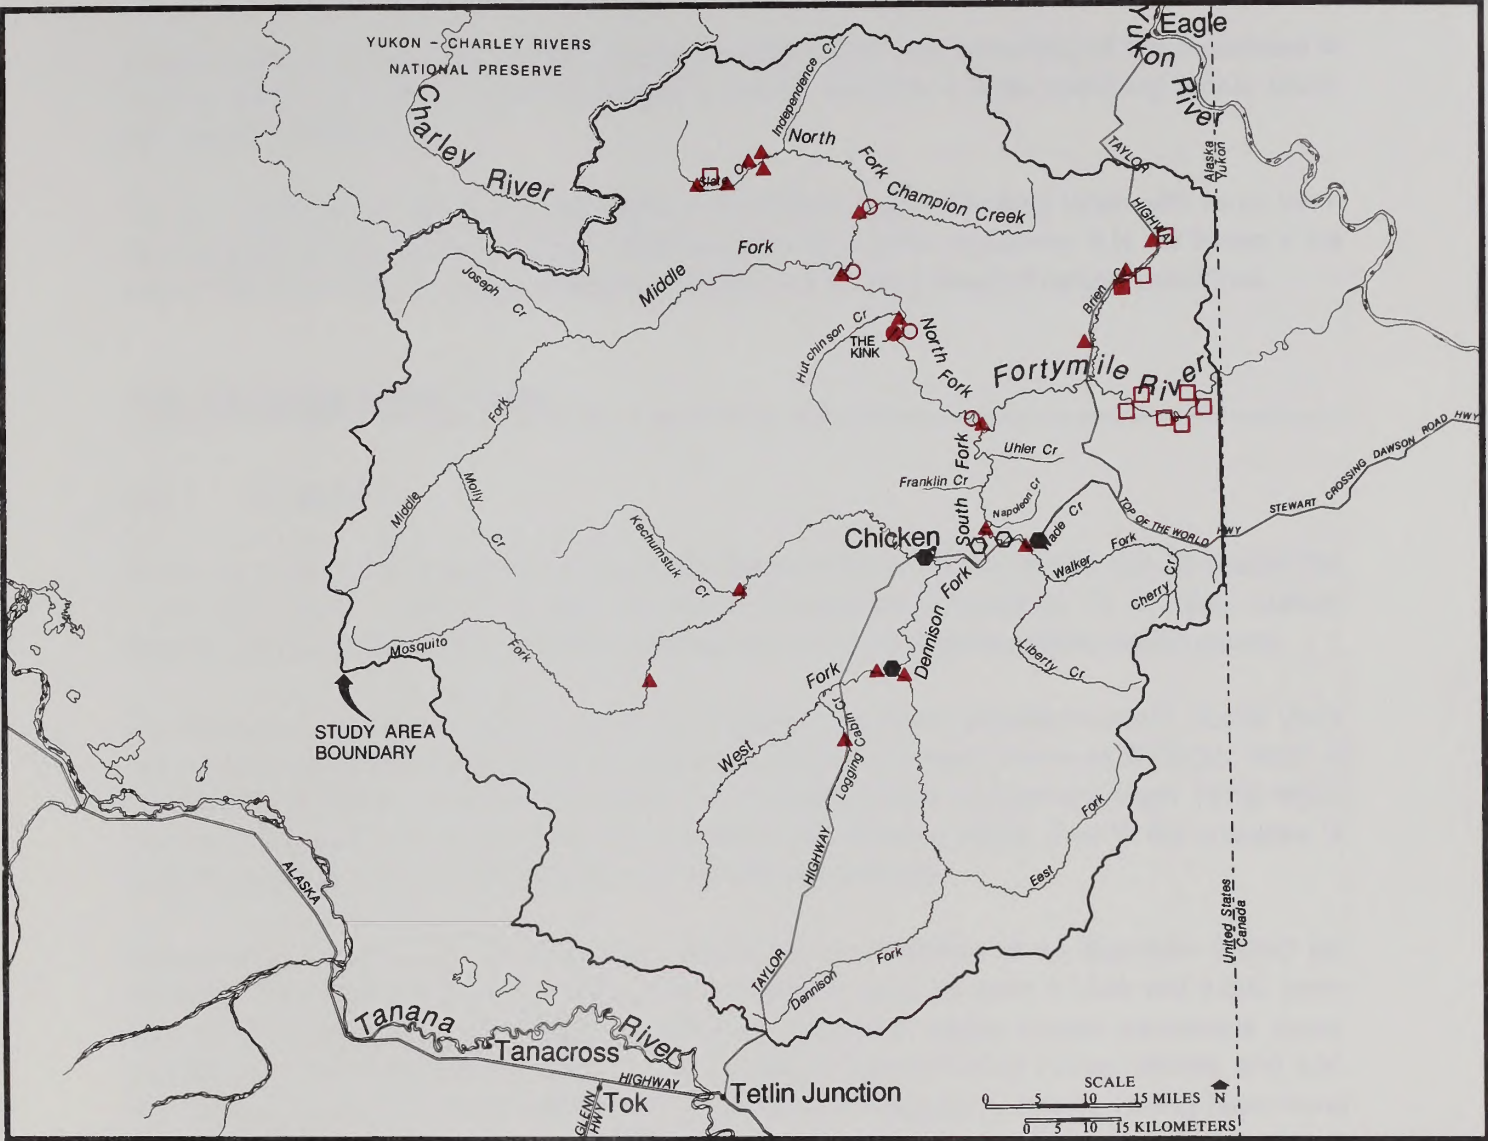 YUKON - CHARLEY RIVERS
NATIONAL PRESERVE
Charley River
Yukon River
Eagle
Independence Cr
North Fork
Slate Cr
Champion Creek
TAYLOR
HIGHWAY
Alaska
Yukon
Middle Fork
Joseph Cr
Hutchinson Cr
THE
KINK
North Fork
Brien Cr
Fortymile River
Uhler Cr
Franklin Cr
South Fork
Napoleon Cr
Wade Cr
TOP OF THE WORLD HWY
STEWART CROSSING DAWSON ROAD HWY
Middle Fork
Molly Cr
Kechumstuk Cr
Chicken
Walker Fork
Cherry Cr
Dennison Fork
Liberty Cr
Mosquito Fork
STUDY AREA
BOUNDARY
West Fork
Logging Cabin Cr
East Fork
TAYLOR HIGHWAY
Dennison Fork
United States
Canada
ALASKA
HIGHWAY
Tanana River
Tanacross
GLENN
HWY
Tok
Tetlin Junction
SCALE
0 5 10 15 MILES
N
0 5 10 15 KILOMETERS